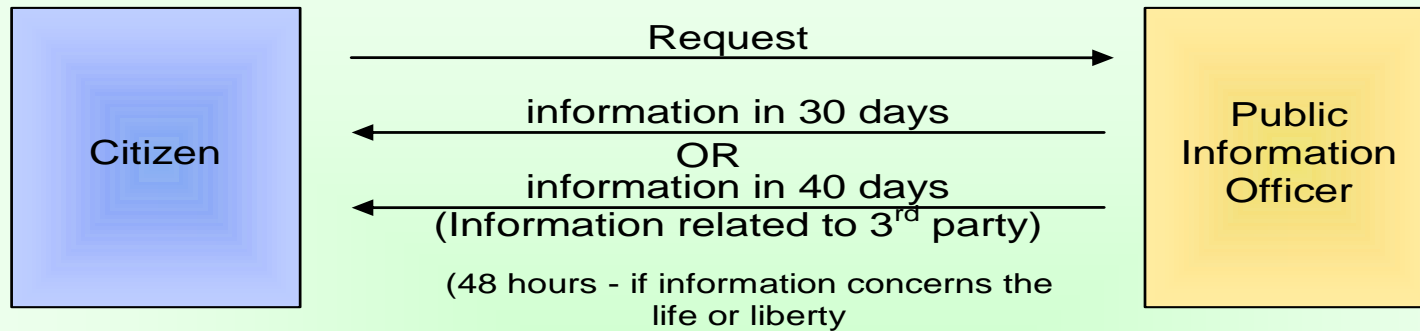 Citizen
Request
information in 30 days
OR
information in 40 days
(Information related to 3rd party)
(48 hours - if information concerns the
life or liberty
Public
Information
Officer